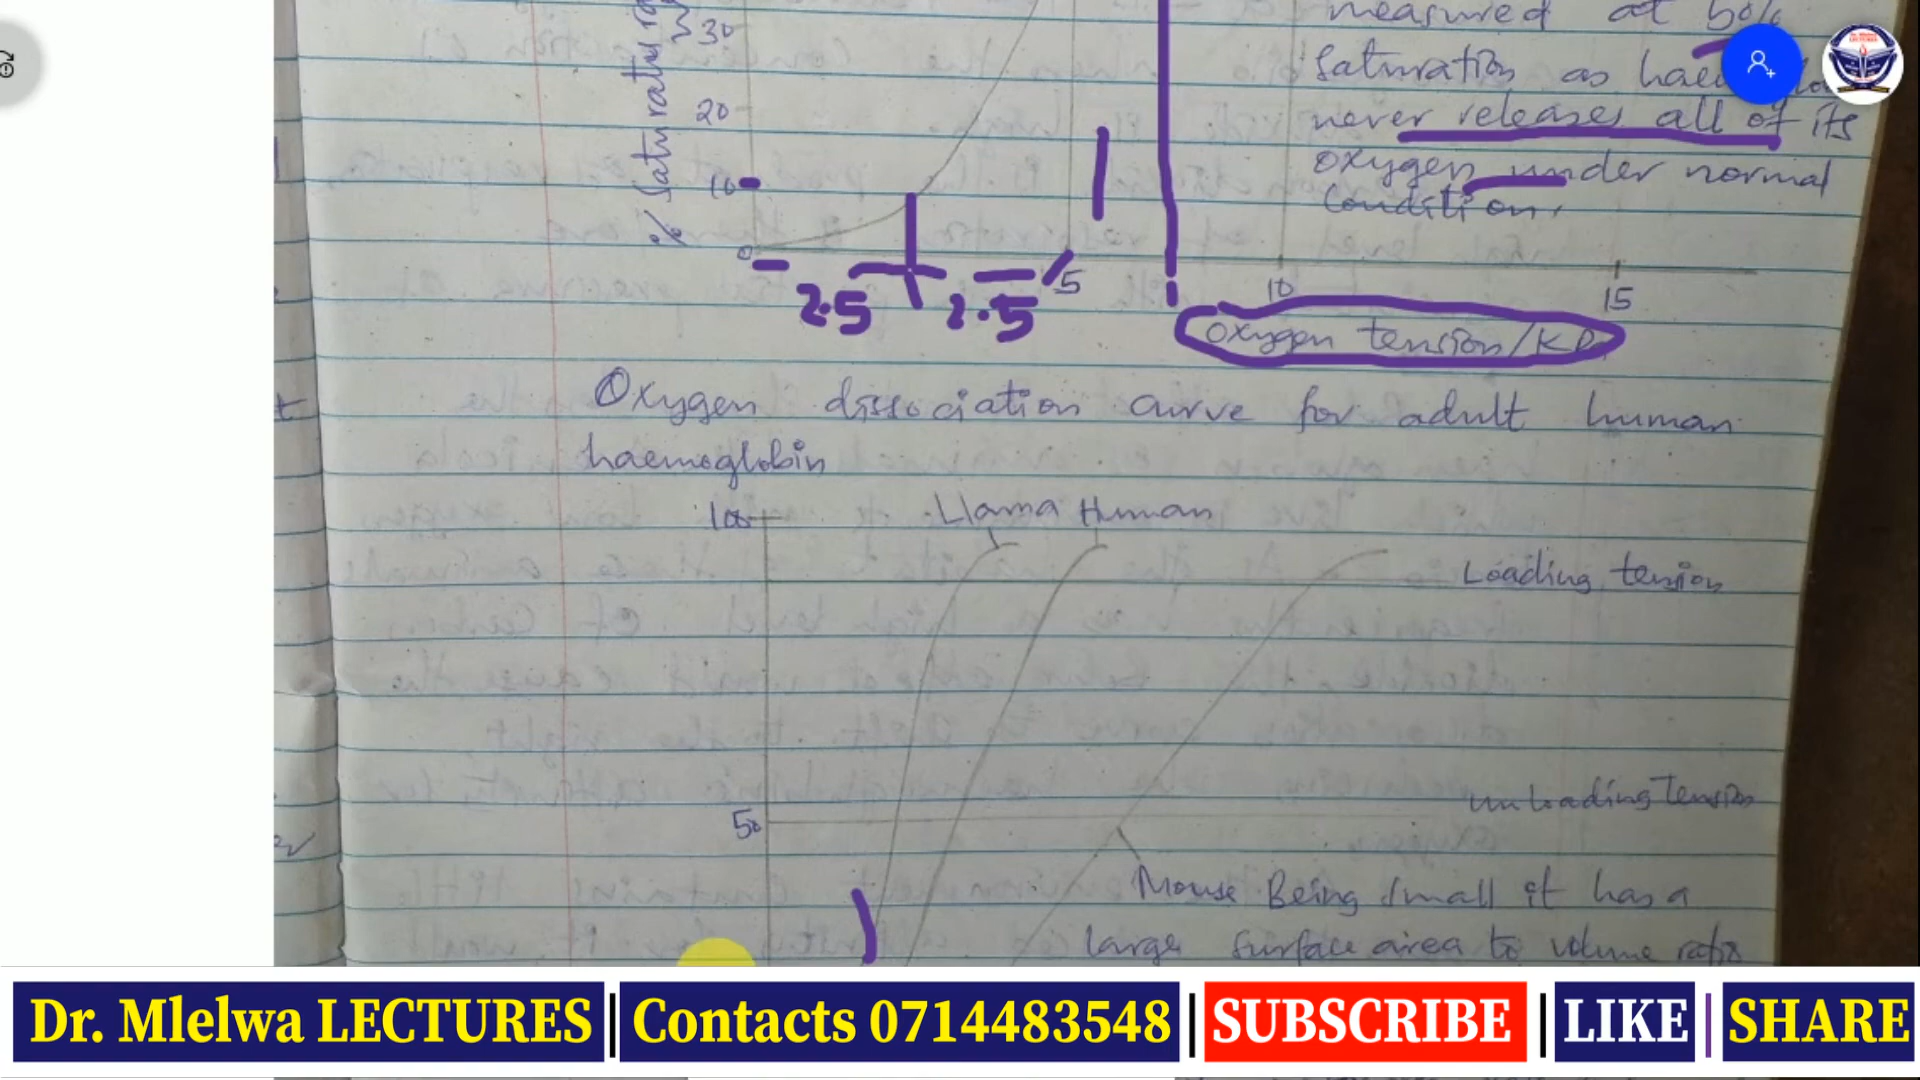 measured at 50%
30
Saturation as hae
% Saturated
20
never releases all of its
oxygen under normal
10
Condition.
0
5
10
15
2.5
2.5
Oxygen tension/KP
Oxygen dissociation curve for adult human
haemoglobin
100
Llama Human
Loading tension
unloading Tension
50
Mouse Being small it has a
large surface area to volume ratio
Dr. Mlelwa LECTURES | Contacts 0714483548 | SUBSCRIBE | LIKE | SHARE